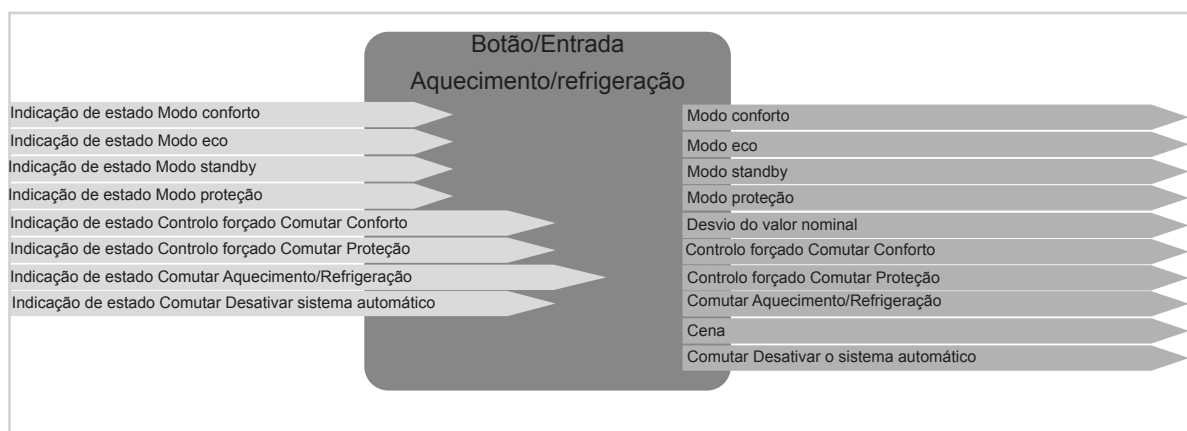 Botão/Entrada
Aquecimento/refrigeração
Indicação de estado Modo conforto
Indicação de estado Modo eco
Indicação de estado Modo standby
Indicação de estado Modo proteção
Indicação de estado Controlo forçado Comutar Conforto
Indicação de estado Controlo forçado Comutar Proteção
Indicação de estado Comutar Aquecimento/Refrigeração
Indicação de estado Comutar Desativar sistema automático
Modo conforto
Modo eco
Modo standby
Modo proteção
Desvio do valor nominal
Controlo forçado Comutar Conforto
Controlo forçado Comutar Proteção
Comutar Aquecimento/Refrigeração
Cena
Comutar Desativar o sistema automático